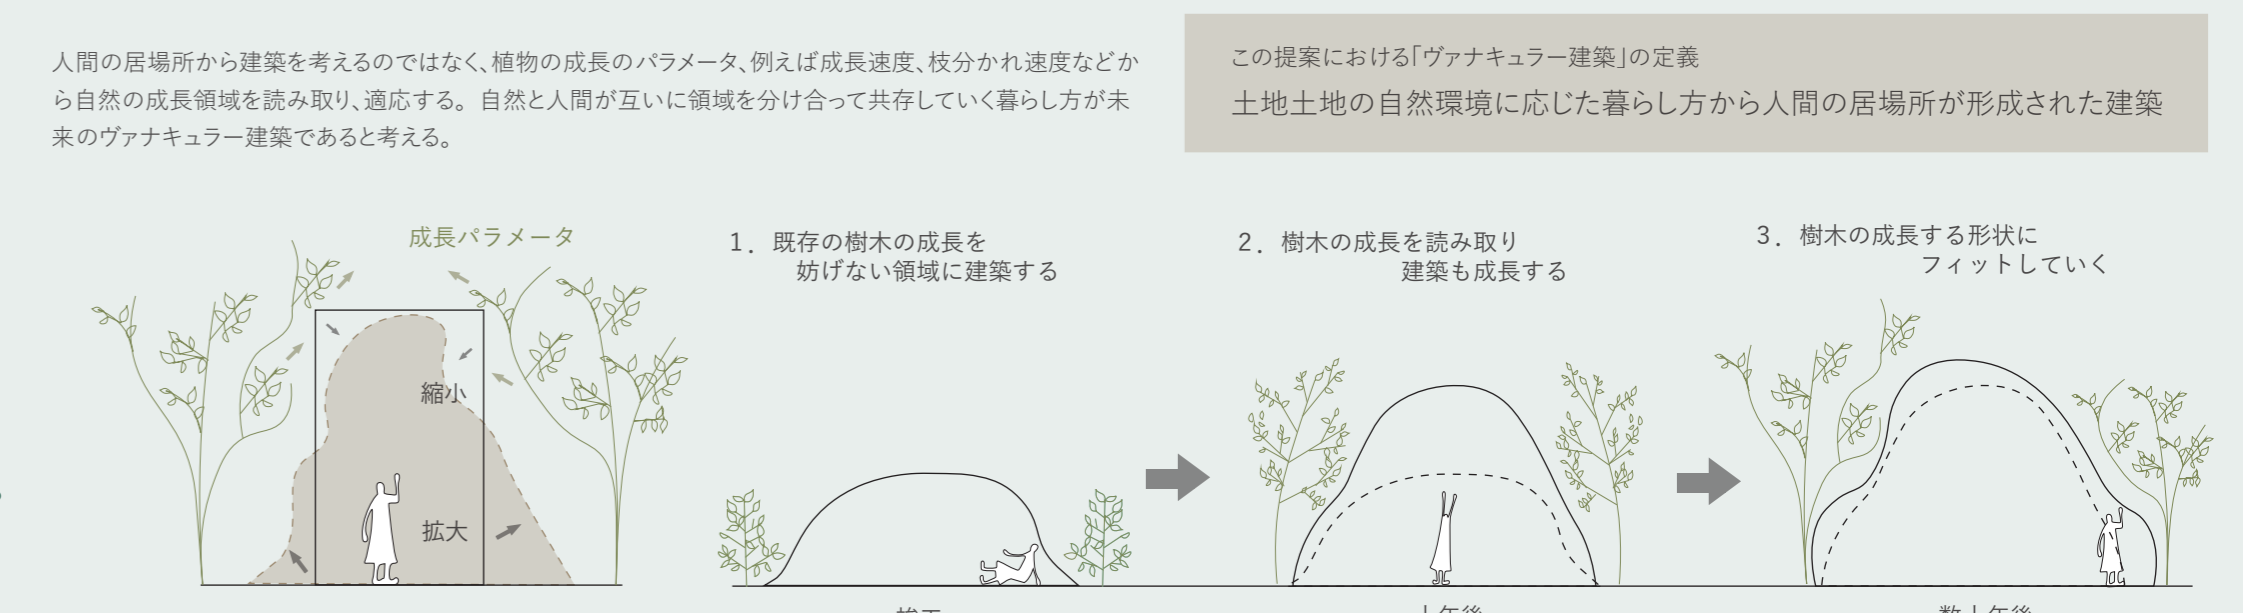 人間の居場所から建築を考えるのではなく、植物の成長のパラメータ、例えば成長速度、枝分かれ速度などか
ら自然の成長領域を読み取り、適応する。自然と人間が互いに領域を分け合って共存していく暮らし方が未
来のヴァナキュラー建築であると考える。
この提案における「ヴァナキュラー建築」の定義
土地土地の自然環境に応じた暮らし方から人間の居場所が形成された建築
成長パラメータ
縮小
拡大
1. 既存の樹木の成長を
妨げない領域に建築する
2. 樹木の成長を読み取り
建築も成長する
3. 樹木の成長する形状に
フィットしていく
十年後
数十年後